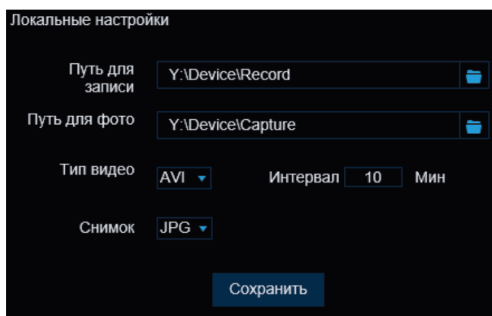 Локальные настройки
Путь для
записи
Y:\Device\Record
Путь для фото
Y:\Device\Capture
Тип видео AVI Интервал 10 Мин
Снимок JPG
Сохранить